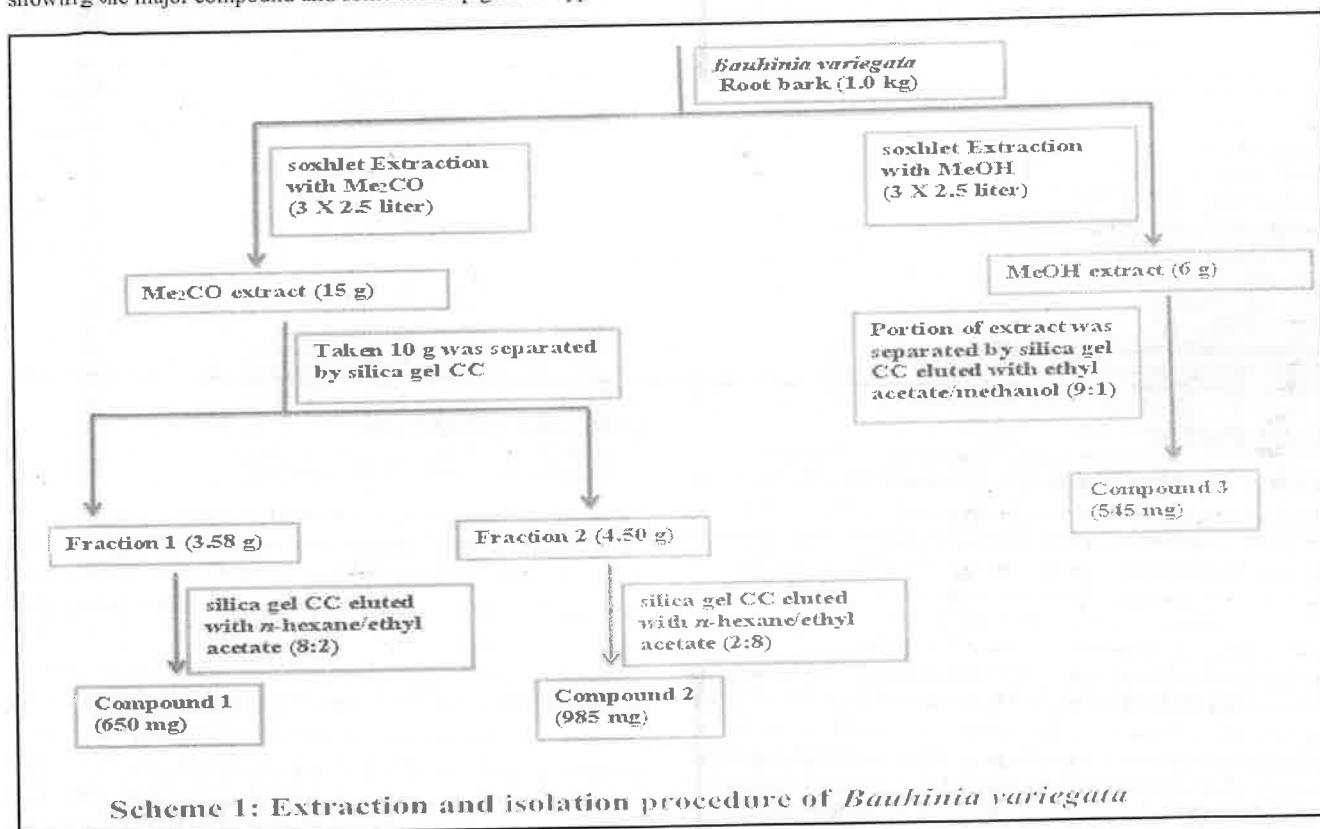 the major compound and
Bauhinia variegata
Root bark (1.0 kg)
soxhlet Extraction
with Me₂CO
(3 X 2.5 liter)
soxhlet Extraction
with MeOH
(3 X 2.5 liter)
Me₂CO extract (15 g)
MeOH extract (6 g)
Taken 10 g was separated
by silica gel CC
Portion of extract was
separated by silica gel
CC eluted with ethyl
acetate/methanol (9:1)
Compound 3
(545 mg)
Fraction 1 (3.58 g)
Fraction 2 (4.50 g)
silica gel CC eluted
with n-hexane/ethyl
acetate (8:2)
silica gel CC eluted
with n-hexane/ethyl
acetate (2:8)
Compound 1
(650 mg)
Compound 2
(985 mg)
Scheme 1: Extraction and isolation procedure of Bauhinia variegata